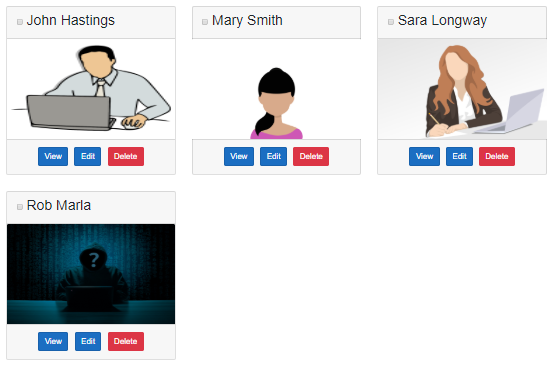 John Hastings
Mary Smith
Sara Longway
View Edit Delete
View Edit Delete
View Edit Delete
Rob Marla
?
View Edit Delete